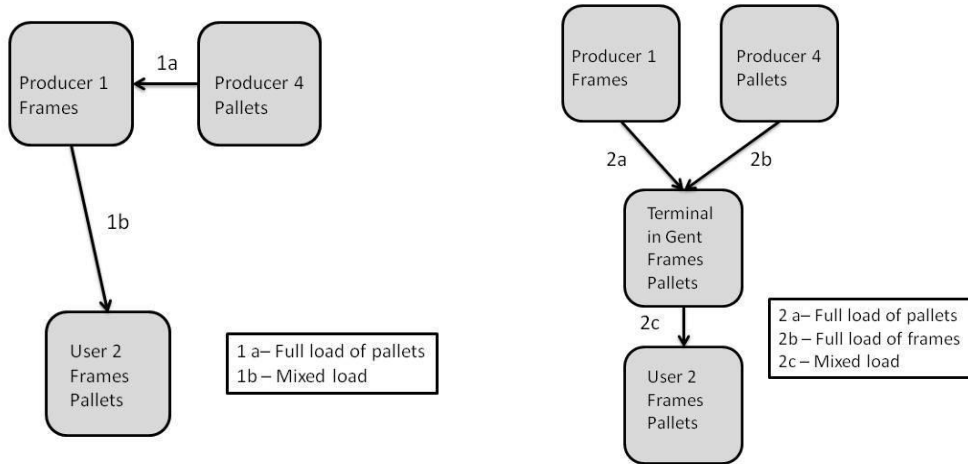 Producer 1
Frames
1a
Producer 4
Pallets
1b
User 2
Frames
Pallets
1 a– Full load of pallets
1b – Mixed load
Producer 1
Frames
Producer 4
Pallets
2a
2b
Terminal
in Gent
Frames
Pallets
2c
User 2
Frames
Pallets
2 a– Full load of pallets
2b– Full load of frames
2c – Mixed load